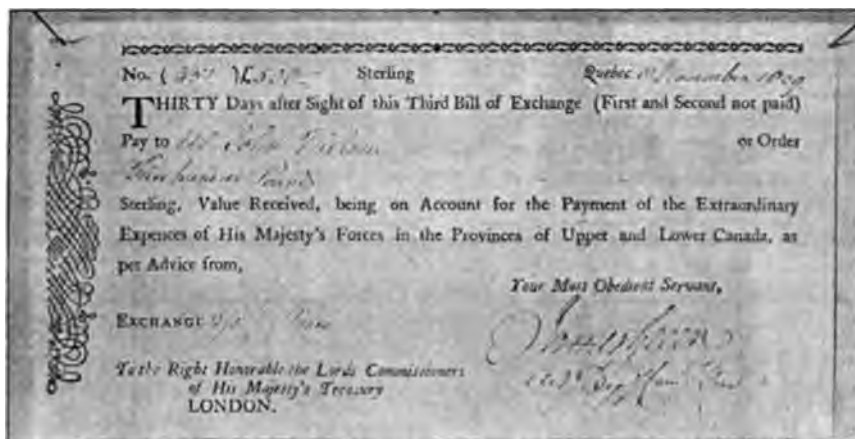 No. ( Sterling Quebec November 1809
THIRTY Days after Sight of this Third Bill of Exchange (First and Second not paid)
Pay to John or Order
Sterling, Value Received, being on Account for the Payment of the Extraordinary
Expences of His Majesty's Forces in the Provinces of Upper and Lower Canada, as
per Advice from,
Your Most Obedient Servant,
EXCHANGE
To the Right Honorable the Lords Commissioners
of His Majesty's Treasury
LONDON.